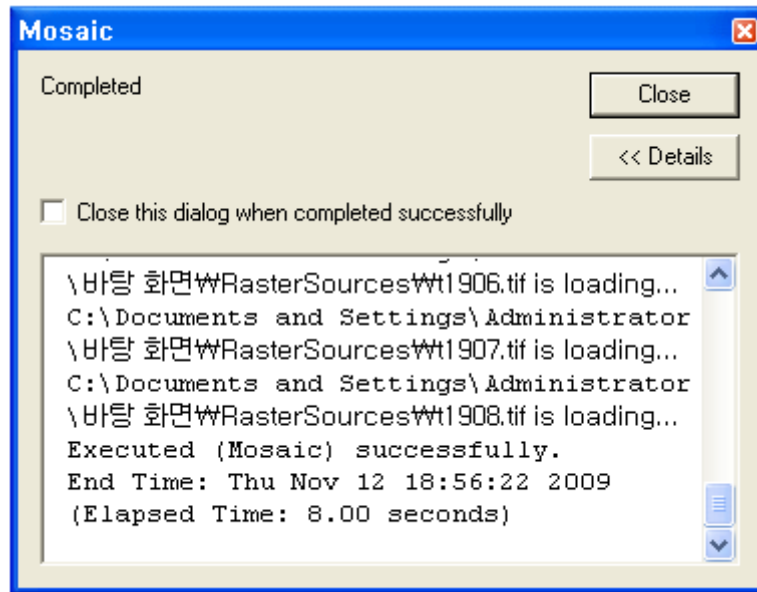 Mosaic
Completed
Close
<< Details
Close this dialog when completed successfully
\바탕 화면₩RasterSources₩t1906.tif is loading...
C:\Documents and Settings\Administrator
\바탕 화면₩RasterSources₩t1907.tif is loading...
C:\Documents and Settings\Administrator
\바탕 화면₩RasterSources₩t1908.tif is loading...
Executed (Mosaic) successfully.
End Time: Thu Nov 12 18:56:22 2009
(Elapsed Time: 8.00 seconds)